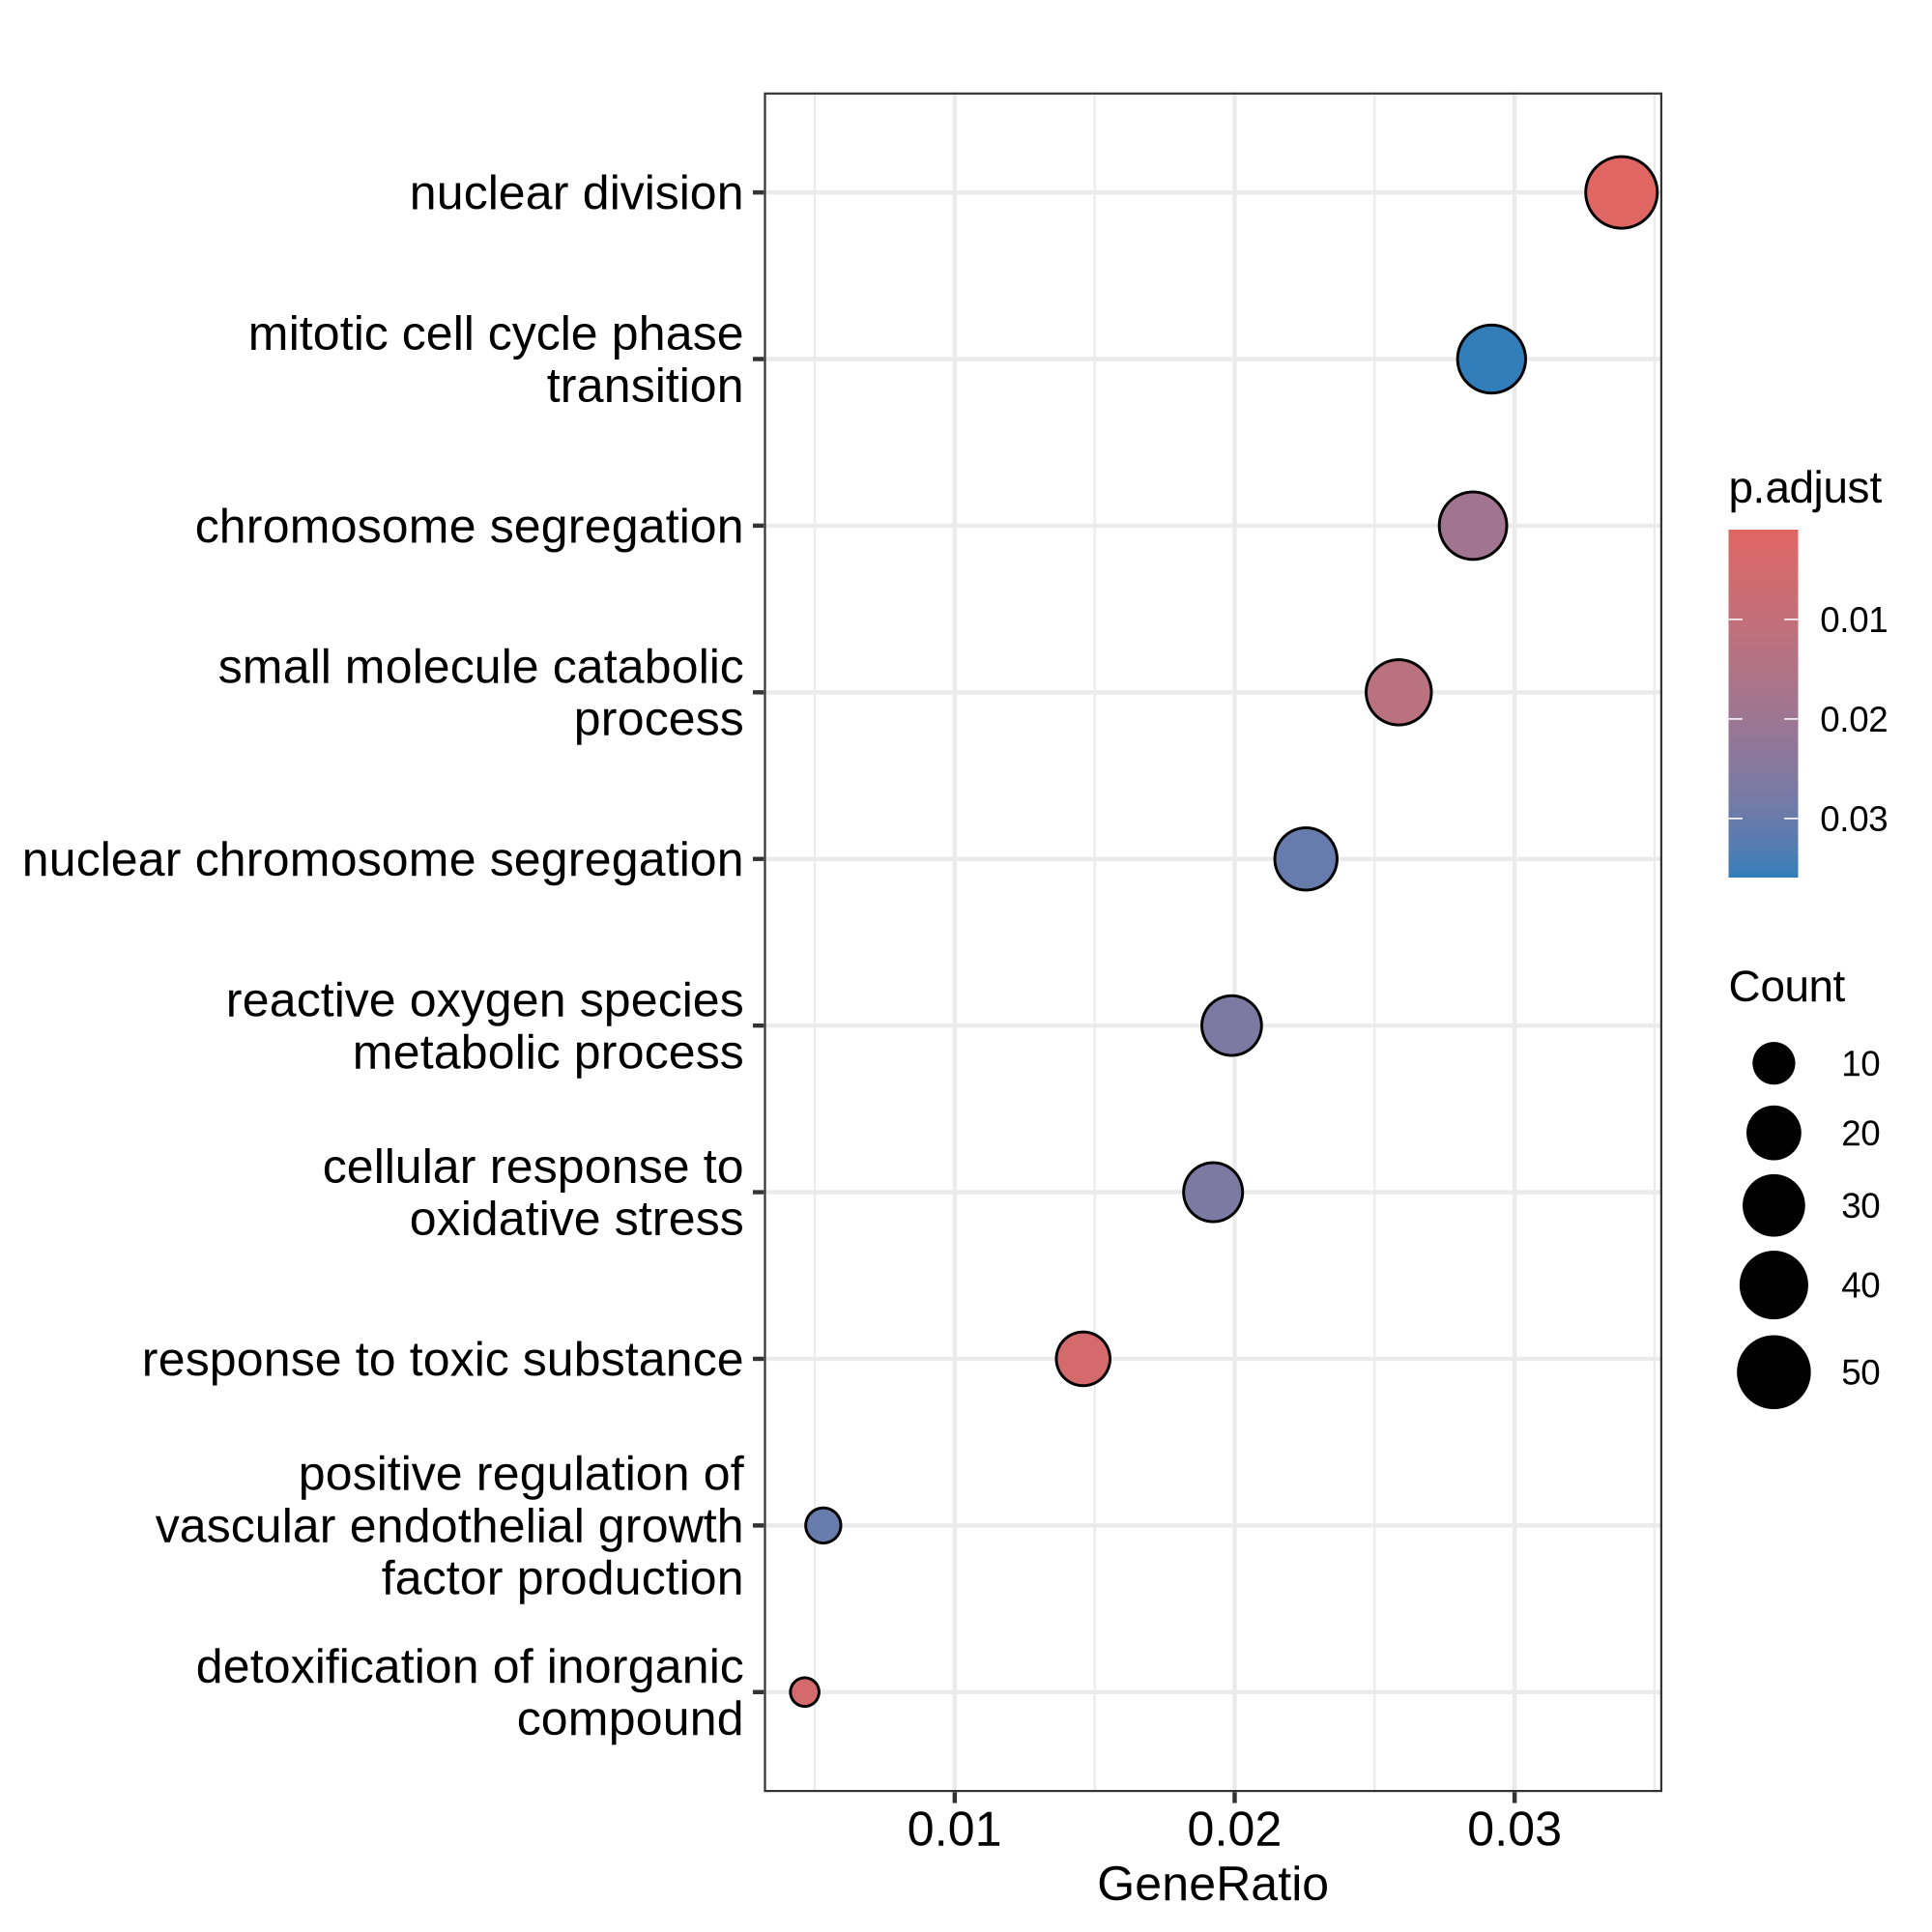 nuclear division
mitotic cell cycle phase
transition
chromosome segregation
small molecule catabolic
process
nuclear chromosome segregation
reactive oxygen species
metabolic process
cellular response to
oxidative stress
response to toxic substance
positive regulation of
vascular endothelial growth
factor production
detoxification of inorganic
compound
0.01
0.02
0.03
GeneRatio
p.adjust
0.01
0.02
0.03
Count
10
20
30
40
50